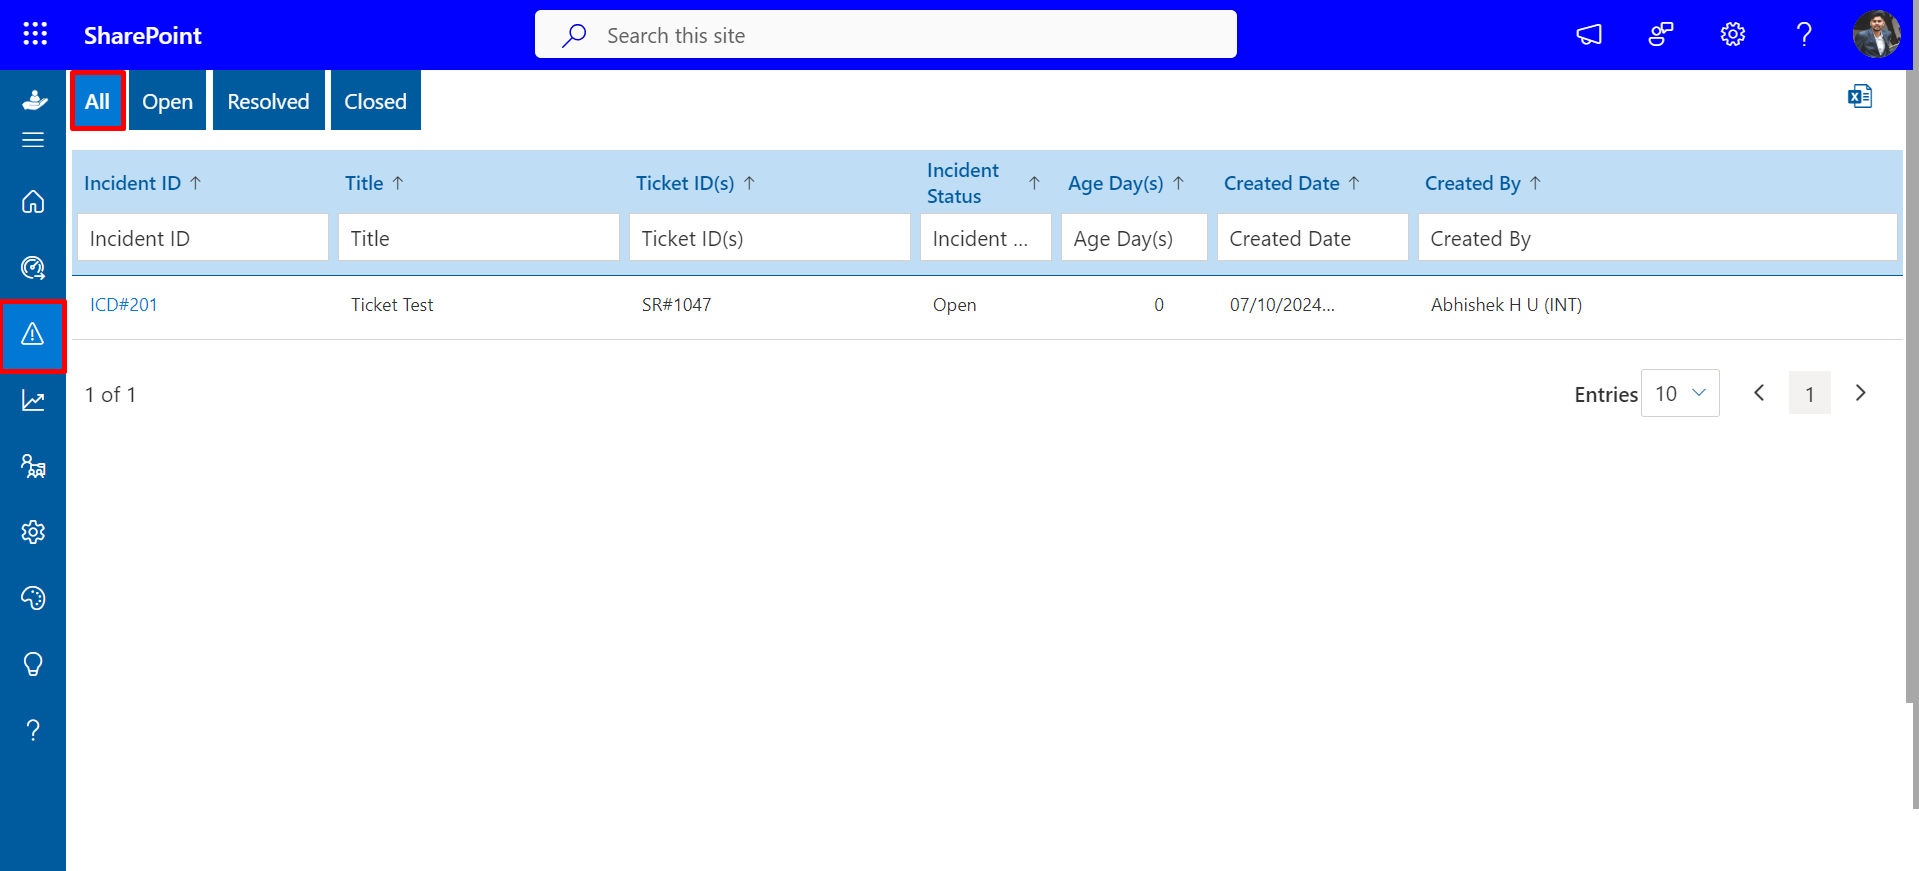 SharePoint
Search this site
All
Open
Resolved
Closed
Incident ID ↑
Title ↑
Ticket ID(s) ↑
Incident
Status ↑
Age Day(s) ↑
Created Date ↑
Created By ↑
Incident ID
Title
Ticket ID(s)
Incident ...
Age Day(s)
Created Date
Created By
ICD#201
Ticket Test
SR#1047
Open
0
07/10/2024...
Abhishek H U (INT)
1 of 1
Entries
10
1